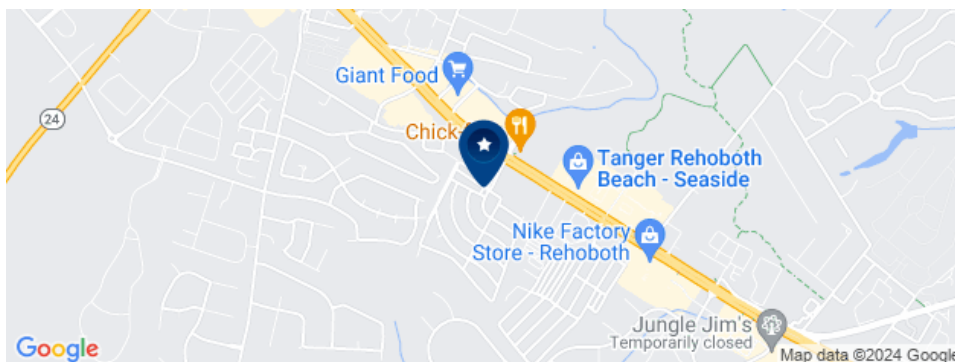 24
Giant Food
Chick-
Tanger Rehoboth
Beach - Seaside
Nike Factory
Store - Rehoboth
Jungle Jim's
Temporarily closed
Google
Map data ©2024 Google